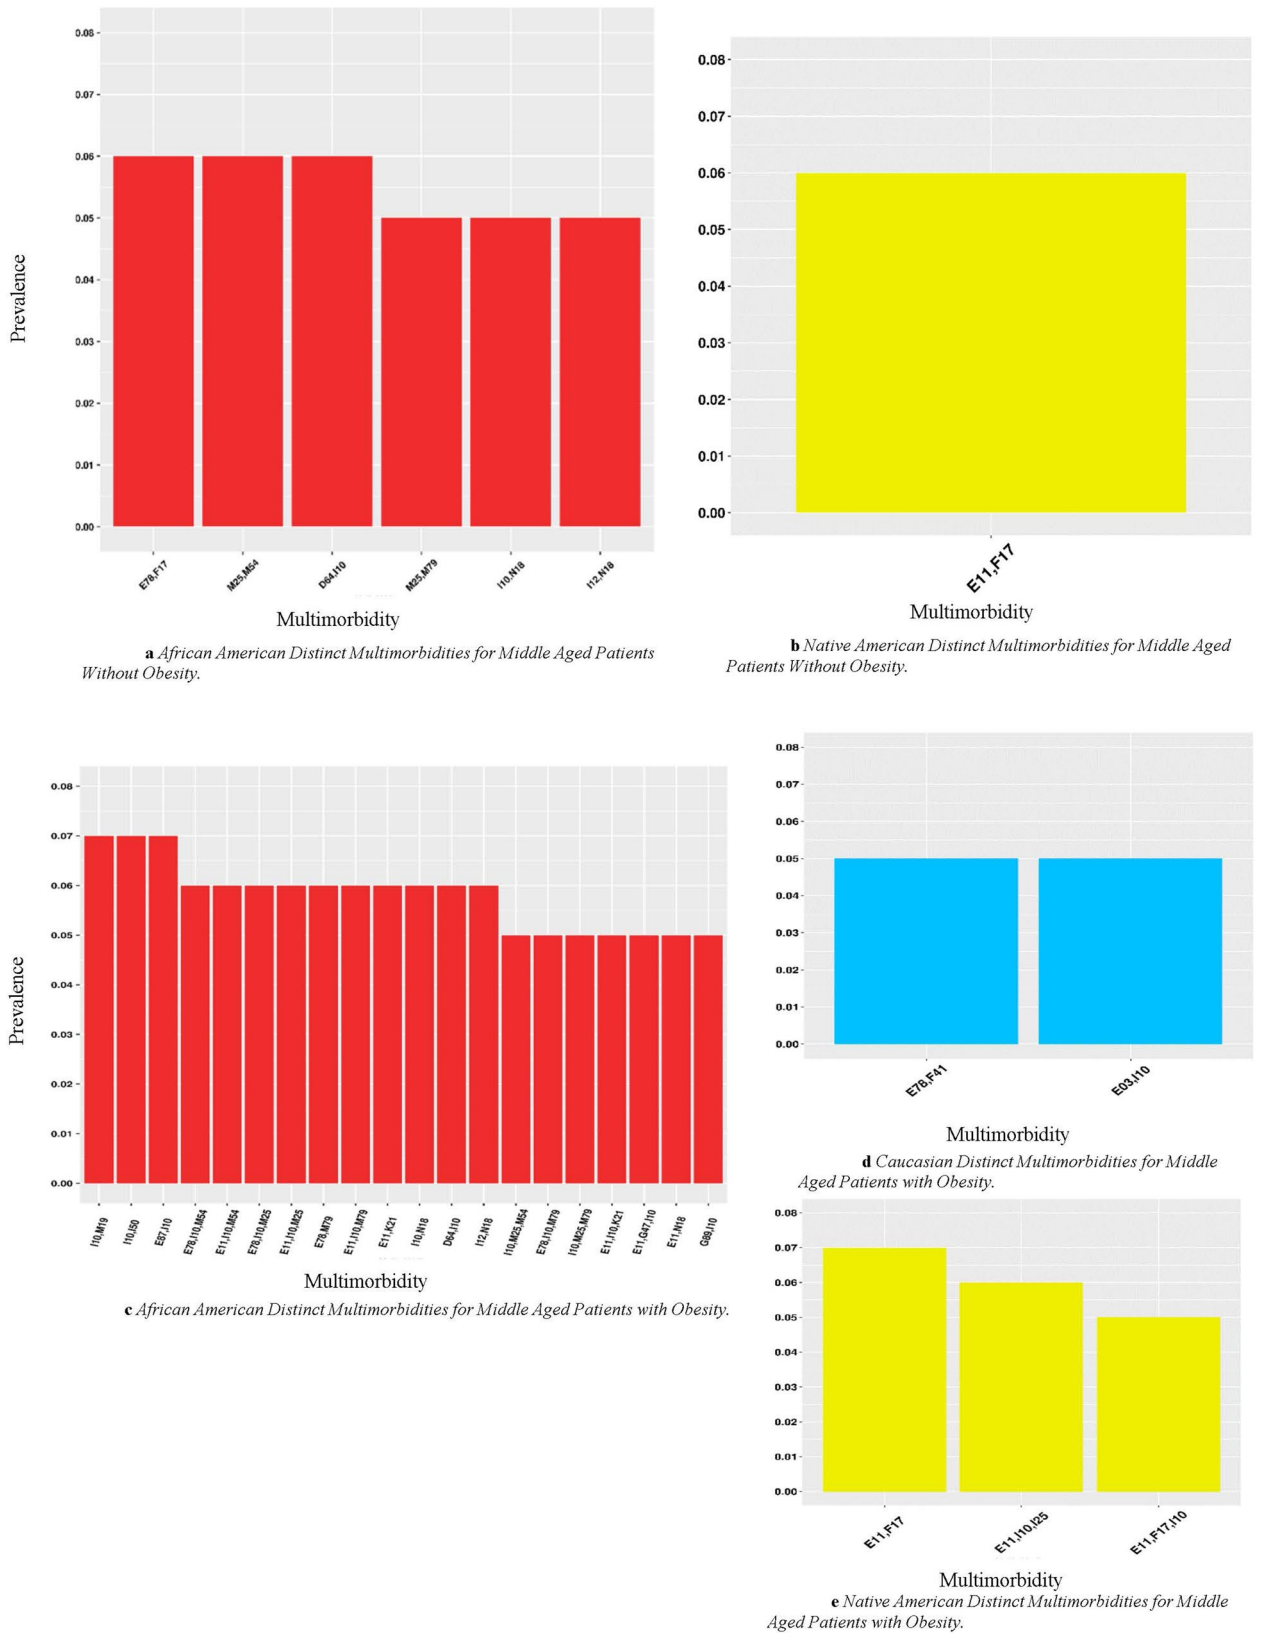 0.08
0.07
0.06
0.05
0.04
0.03
0.02
0.01
0.00
Prevalence
E78,F17
M25,M54
D64,I10
M25,M79
I10,N18
I12,N18
Multimorbidity
a African American Distinct Multimorbidities for Middle Aged Patients
Without Obesity.
0.08
0.07
0.06
0.05
0.04
0.03
0.02
0.01
0.00
E11,F17
Multimorbidity
b Native American Distinct Multimorbidities for Middle Aged
Patients Without Obesity.
0.08
0.07
0.06
0.05
0.04
0.03
0.02
0.01
0.00
Prevalence
I10,M19
I10,I50
E87,I10
E78,I10,M54
E11,I10,M54
E78,I10,M25
E11,I10,M25
E78,M79
E11,I10,M79
E11,K21
I10,N18
D64,I10
I12,N18
I10,M25,M54
E78,I10,M79
I10,M25,M79
E11,I10,K21
E11,G47,I10
E11,N18
G89,I10
Multimorbidity
c African American Distinct Multimorbidities for Middle Aged Patients with Obesity.
0.08
0.07
0.06
0.05
0.04
0.03
0.02
0.01
0.00
E78,F41
E03,I10
Multimorbidity
d Caucasian Distinct Multimorbidities for Middle
Aged Patients with Obesity.
0.08
0.07
0.06
0.05
0.04
0.03
0.02
0.01
0.00
E11,F17
E11,I10,I25
E11,F17,I10
Multimorbidity
e Native American Distinct Multimorbidities for Middle
Aged Patients with Obesity.